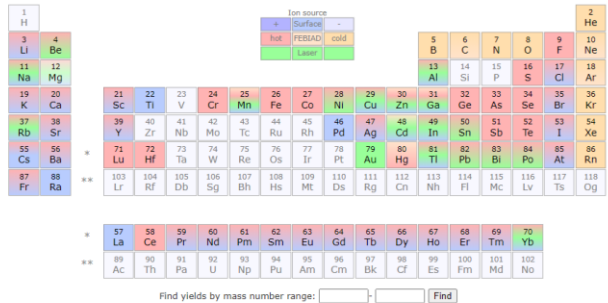 1 2
H Ion source He
+ Surface -
3 4 hot FEBIAD cold 5 6 7 8 9 10
Li Be Laser B C N O F Ne
11 12 13 14 15 16 17 18
Na Mg Al Si P S Cl Ar
19 20 21 22 23 24 25 26 27 28 29 30 31 32 33 34 35 36
K Ca Sc Ti V Cr Mn Fe Co Ni Cu Zn Ga Ge As Se Br Kr
37 38 39 40 41 42 43 44 45 46 47 48 49 50 51 52 53 54
Rb Sr Y Zr Nb Mo Tc Ru Rh Pd Ag Cd In Sn Sb Te I Xe
55 56 * 71 72 73 74 75 76 77 78 79 80 81 82 83 84 85 86
Cs Ba Lu Hf Ta W Re Os Ir Pt Au Hg Tl Pb Bi Po At Rn
87 88 ** 103 104 105 106 107 108 109 110 111 112 113 114 115 116 117 118
Fr Ra Lr Rf Db Sg Bh Hs Mt Ds Rg Cn Nh Fl Mc Lv Ts Og
* 57 58 59 60 61 62 63 64 65 66 67 68 69 70
La Ce Pr Nd Pm Sm Eu Gd Tb Dy Ho Er Tm Yb
** 89 90 91 92 93 94 95 96 97 98 99 100 101 102
Ac Th Pa U Np Pu Am Cm Bk Cf Es Fm Md No
Find yields by mass number range: - Find